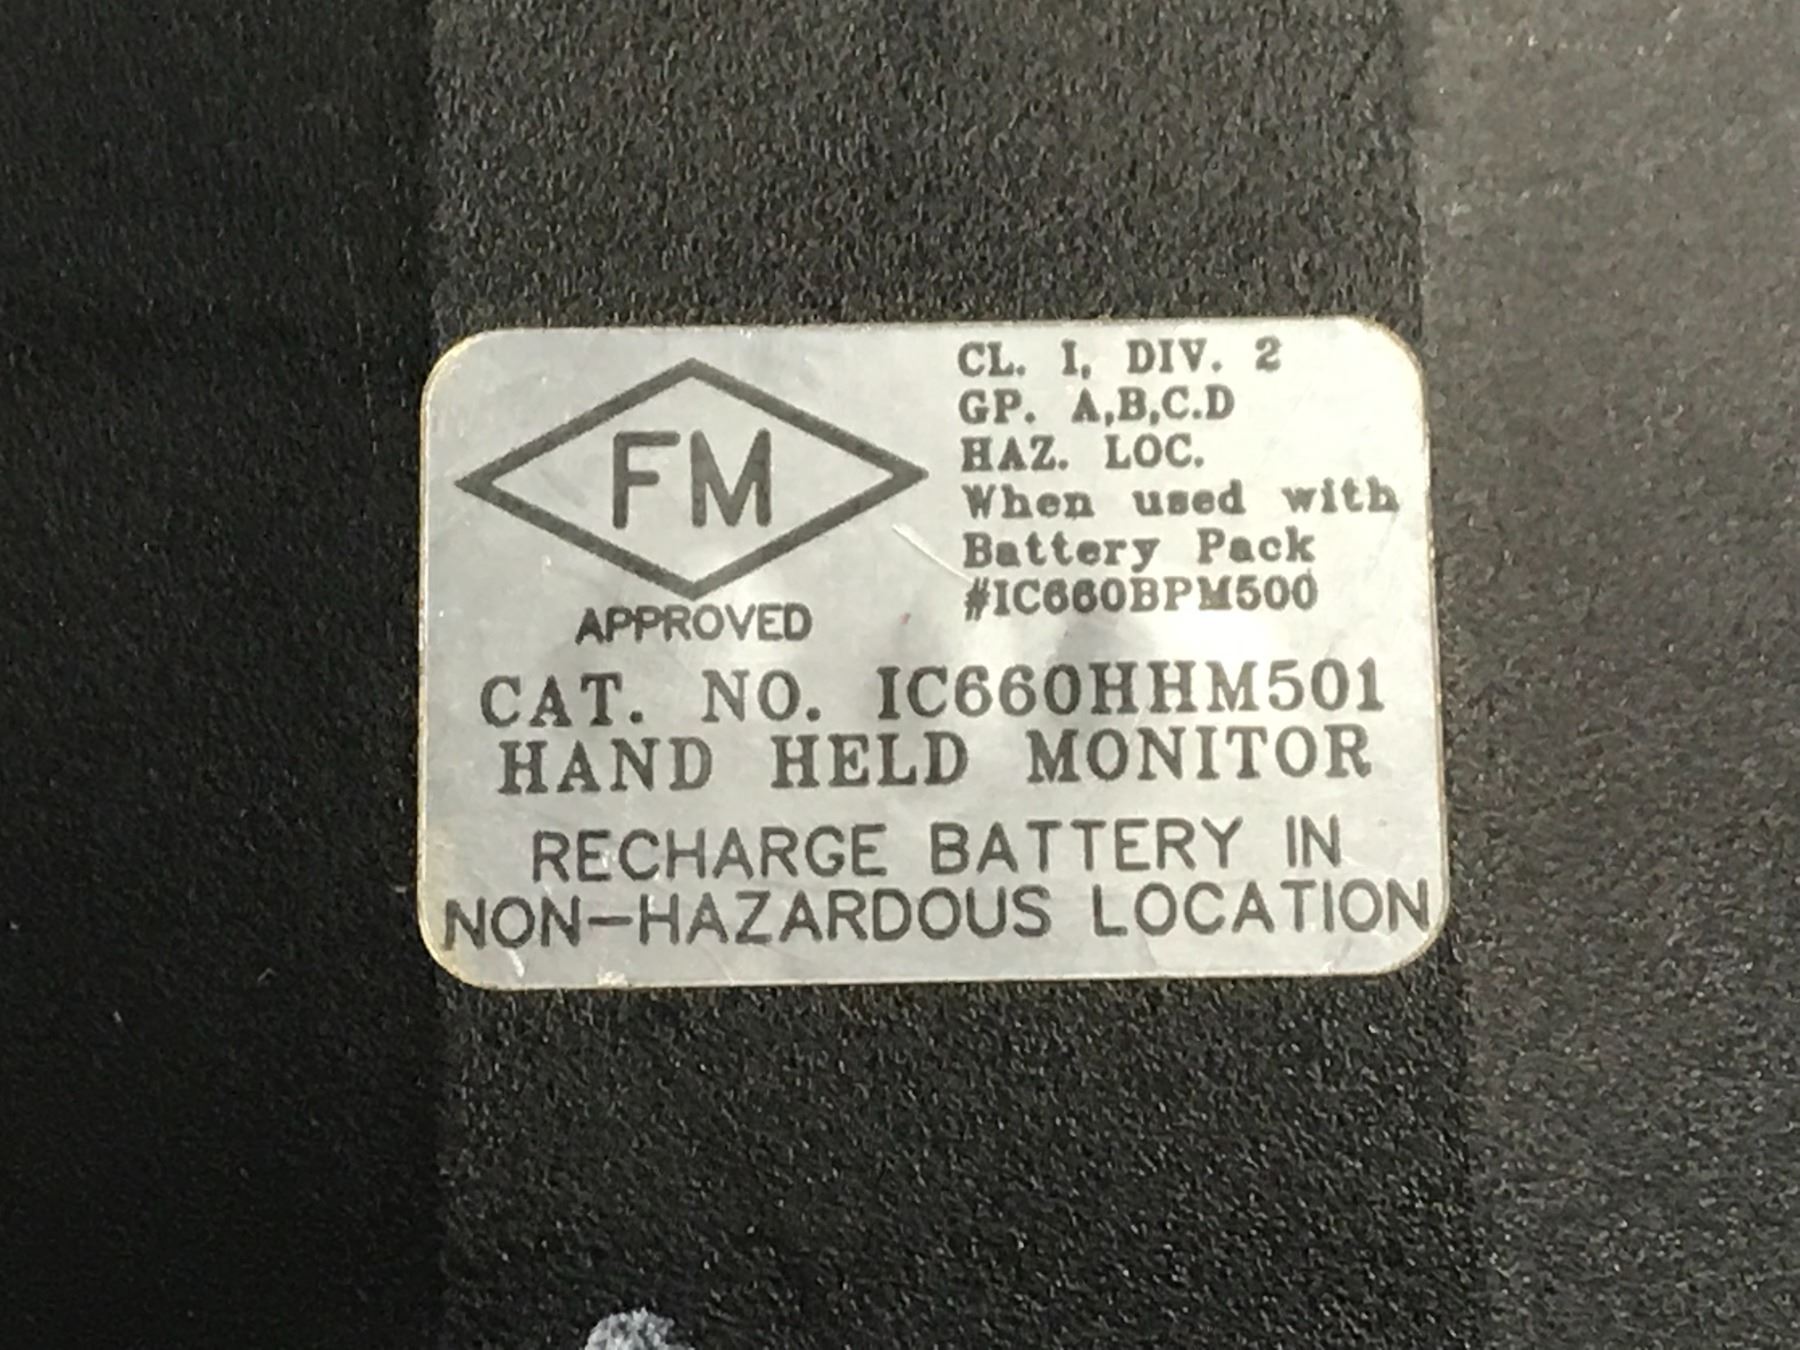 FM
APPROVED
CL. I, DIV. 2
GP. A,B,C.D
HAZ. LOC.
When used with
Battery Pack
#IC660BPM500
CAT. NO. IC660HHM501
HAND HELD MONITOR
RECHARGE BATTERY IN
NON-HAZARDOUS LOCATION